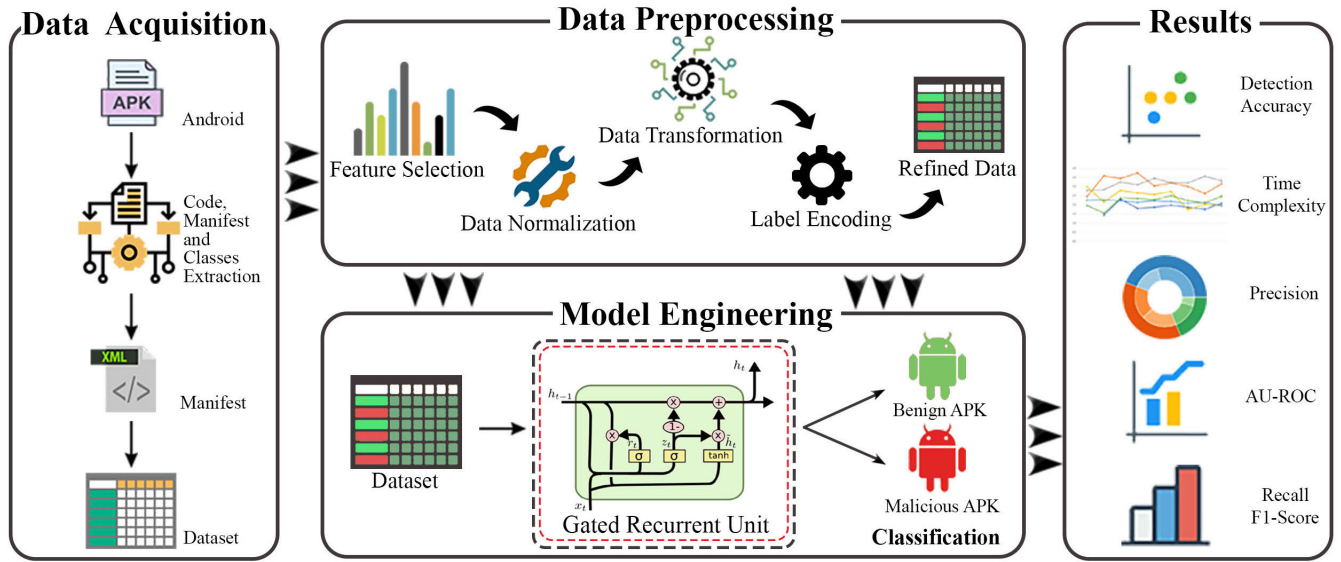 Data Acquisition
APK
Android
Code,
Manifest
and
Classes
Extraction
XML
</>
Manifest
Dataset
Data Preprocessing
Feature Selection
Data Normalization
Data Transformation
Label Encoding
Refined Data
Model Engineering
Dataset
h_{t-1}
h_t
x
+
1-
x
r_t
z_t
x
h̃_t
σ
σ
tanh
x_t
Gated Recurrent Unit
Benign APK
Malicious APK
Classification
Results
Detection
Accuracy
Time
Complexity
Precision
AU-ROC
Recall
F1-Score